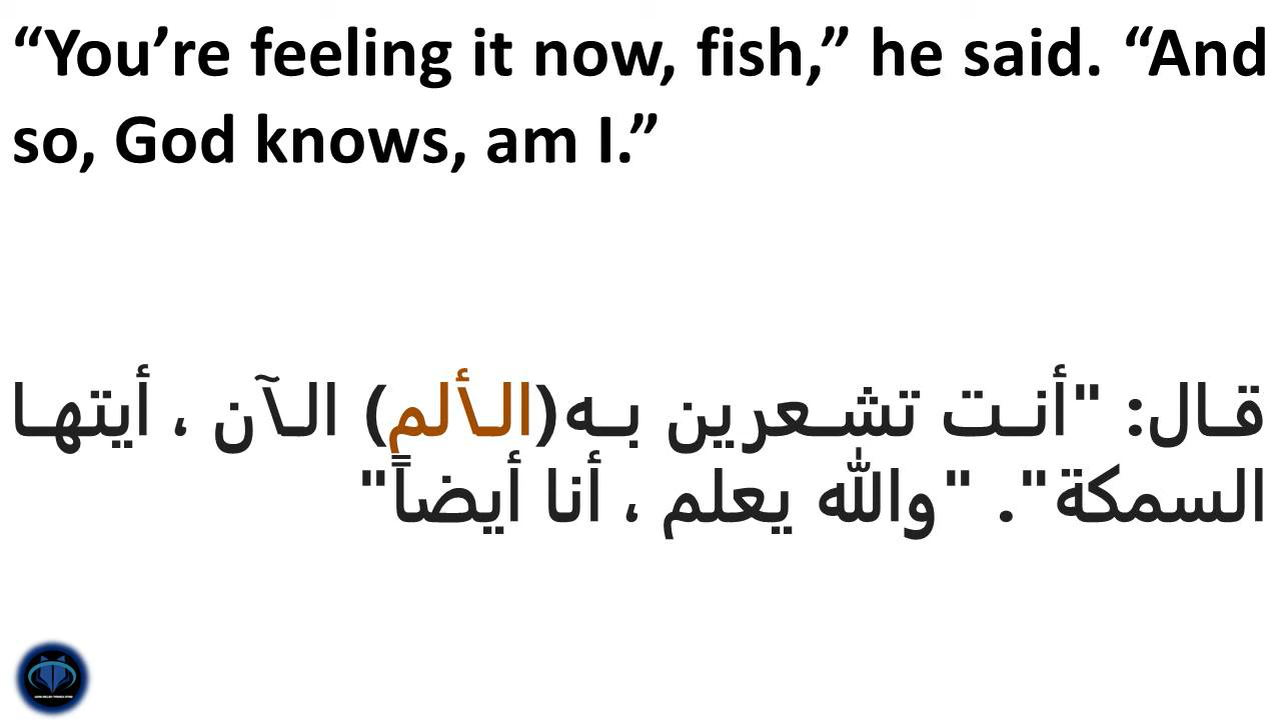 “You’re feeling it now, fish,” he said. “And
so, God knows, am I.”
قال: "أنت تشعرين به(الألم) الآن ، أيتها
السمكة". "والله يعلم ، أنا أيضاً"